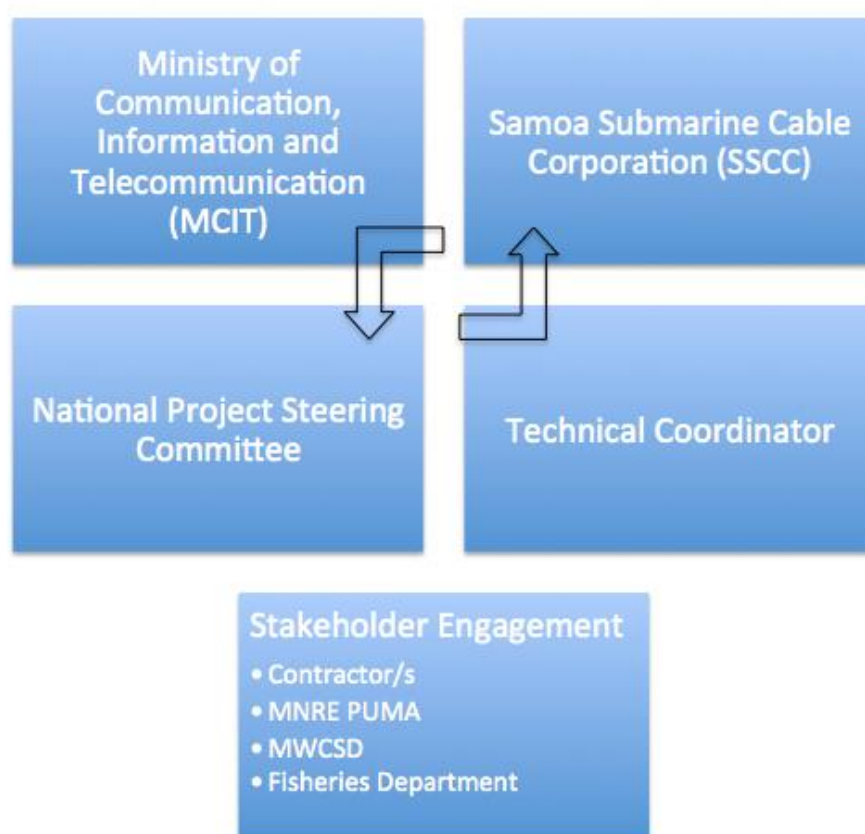 Ministry of
Communication,
Information and
Telecommunication
(MCIT)
Samoa Submarine Cable
Corporation (SSCC)
National Project Steering
Committee
Technical Coordinator
Stakeholder Engagement
• Contractor/s
• MNRE PUMA
• MWCSD
• Fisheries Department